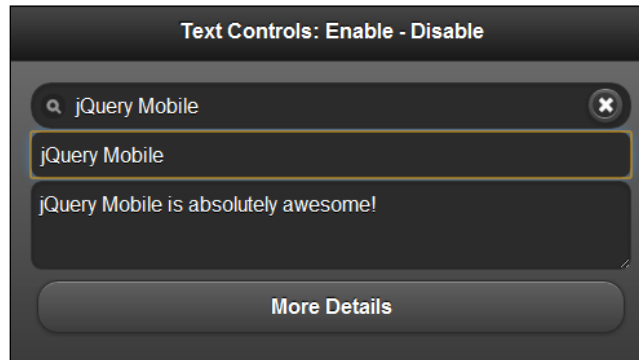 Text Controls: Enable - Disable
jQuery Mobile
jQuery Mobile
jQuery Mobile is absolutely awesome!
More Details